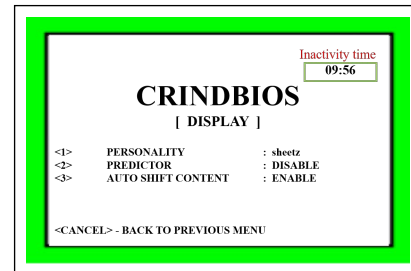 Inactivity time
09:56
CRINDBIOS
[ DISPLAY ]
<1> PERSONALITY : sheetz
<2> PREDICTOR : DISABLE
<3> AUTO SHIFT CONTENT : ENABLE
<CANCEL> - BACK TO PREVIOUS MENU